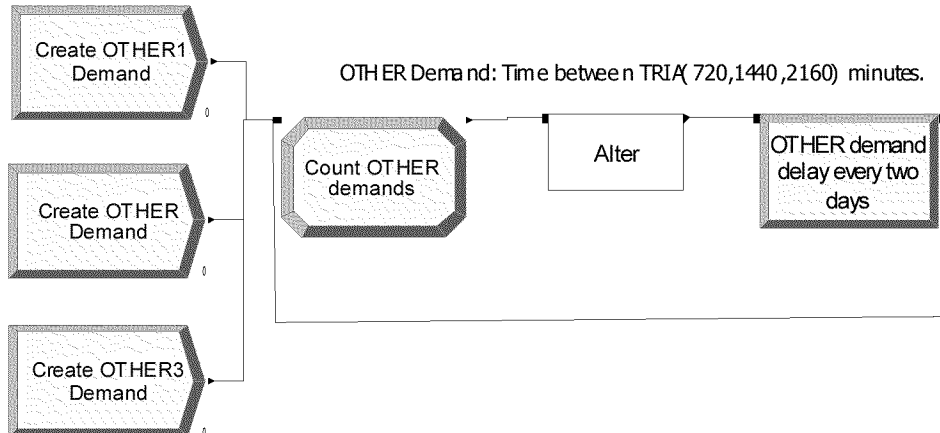 Create OTHER1
Demand
OTHER Demand: Time between TRIA( 720,1440,2160) minutes.
Count OTHER
demands
Alter
OTHER demand
delay every two
days
Create OTHER
Demand
0
Create OTHER3
Demand